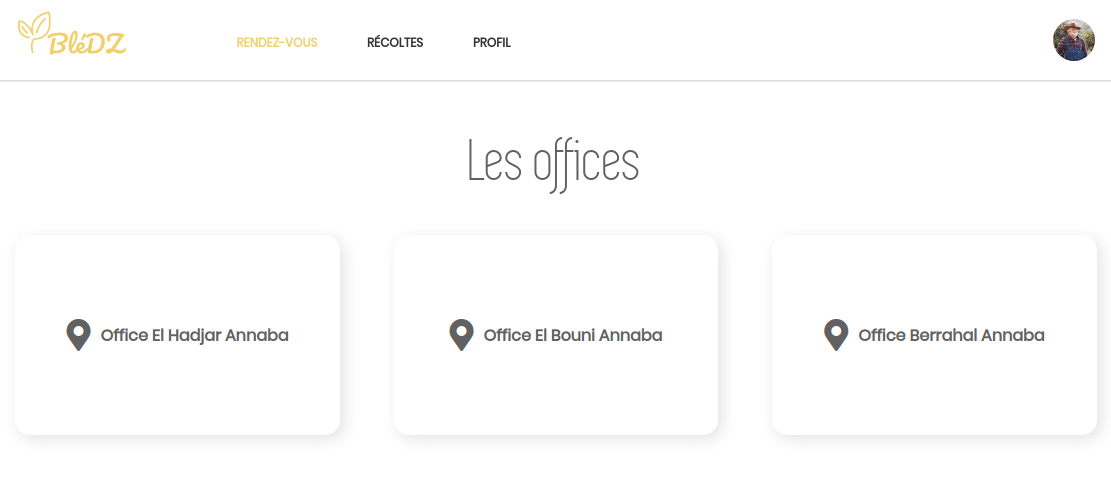 BléDZ
RENDEZ-VOUS
RÉCOLTES
PROFIL
Les offices
Office El Hadjar Annaba
Office El Bouni Annaba
Office Berrahal Annaba